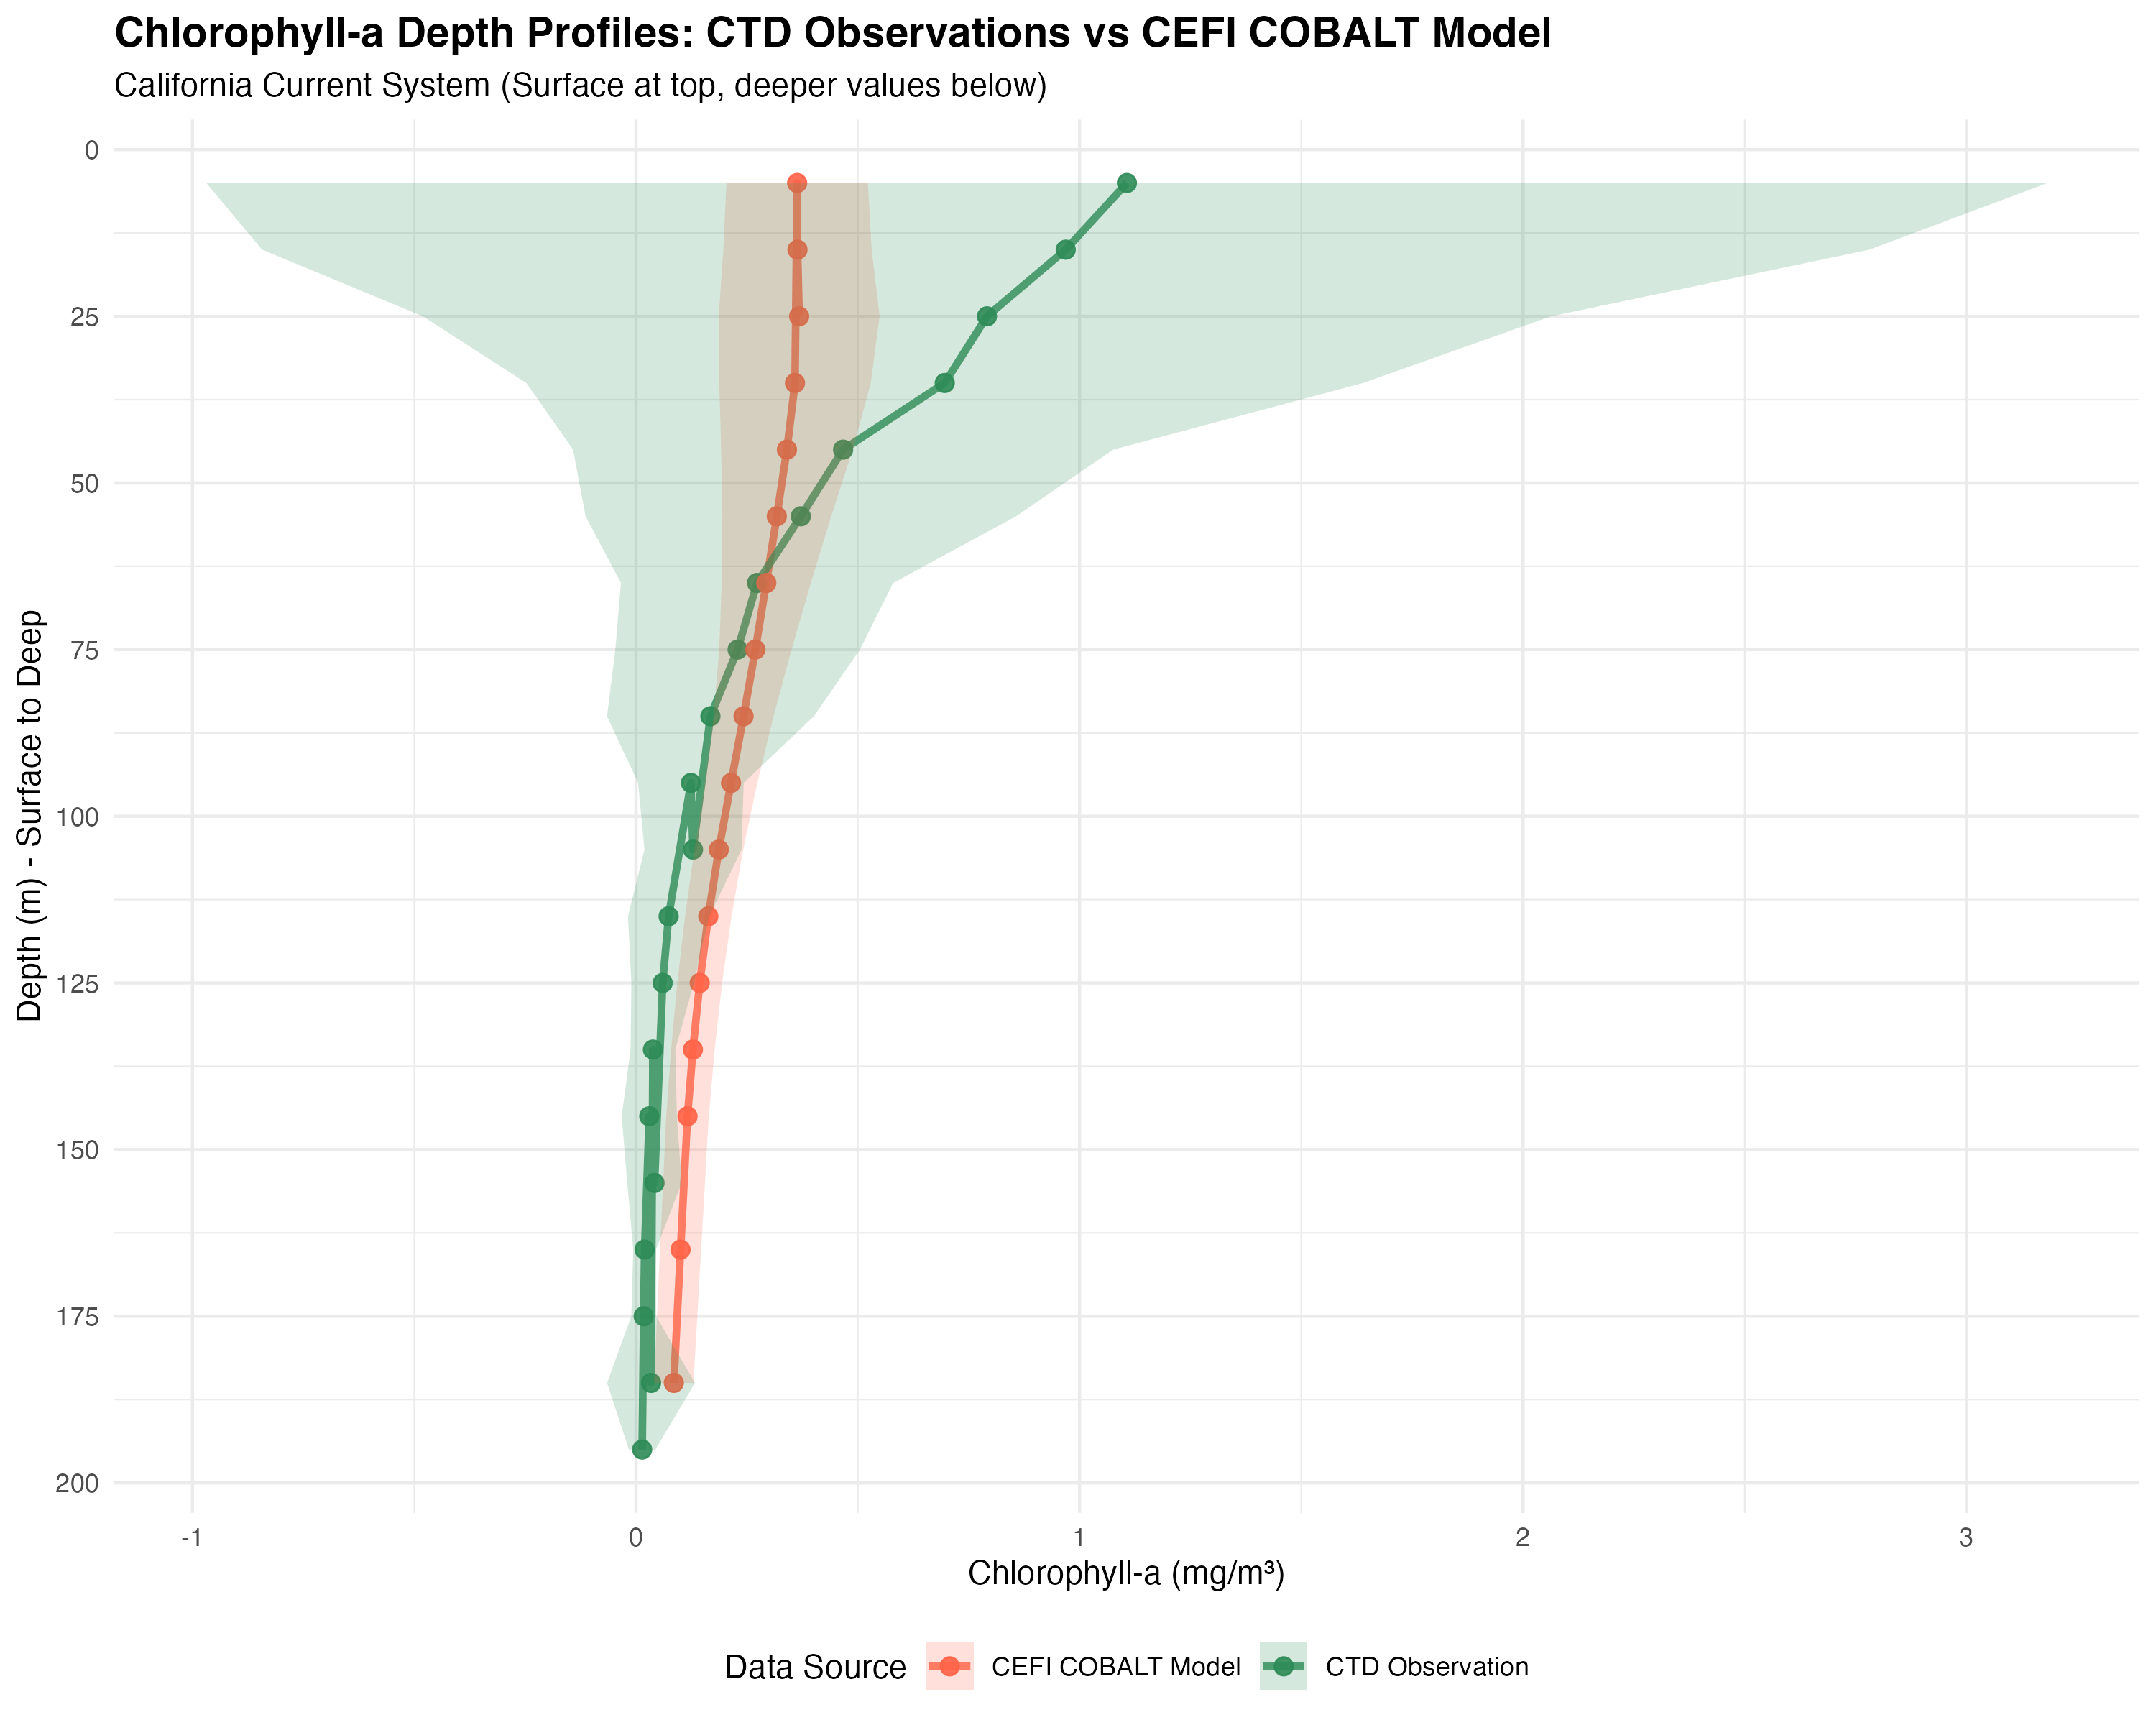 Chlorophyll-a Depth Profiles: CTD Observations vs CEFI COBALT Model
California Current System (Surface at top, deeper values below)
Depth (m) - Surface to Deep
0
25
50
75
100
125
150
175
200
-1
0
1
2
3
Chlorophyll-a (mg/m³)
Data Source
CEFI COBALT Model
CTD Observation